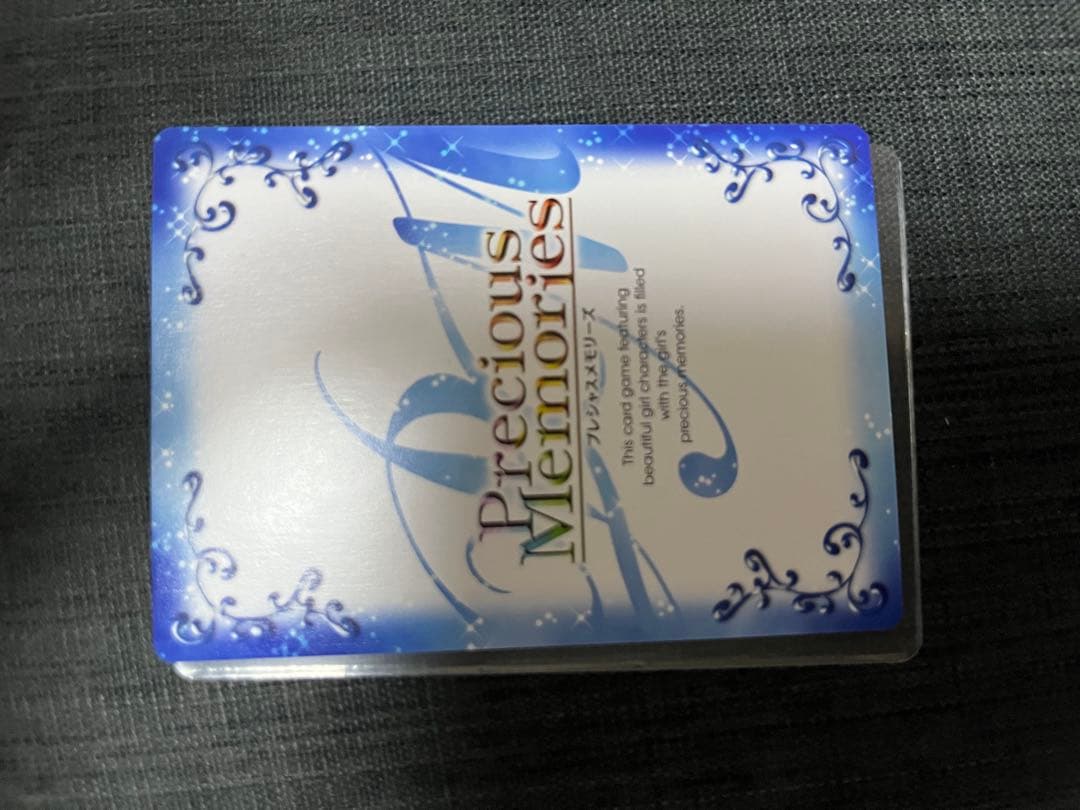 Precious
Memories
プレシャスメモリーズ
This card game featuring
beautiful girl characters is filled
with the girl's
precious memories.